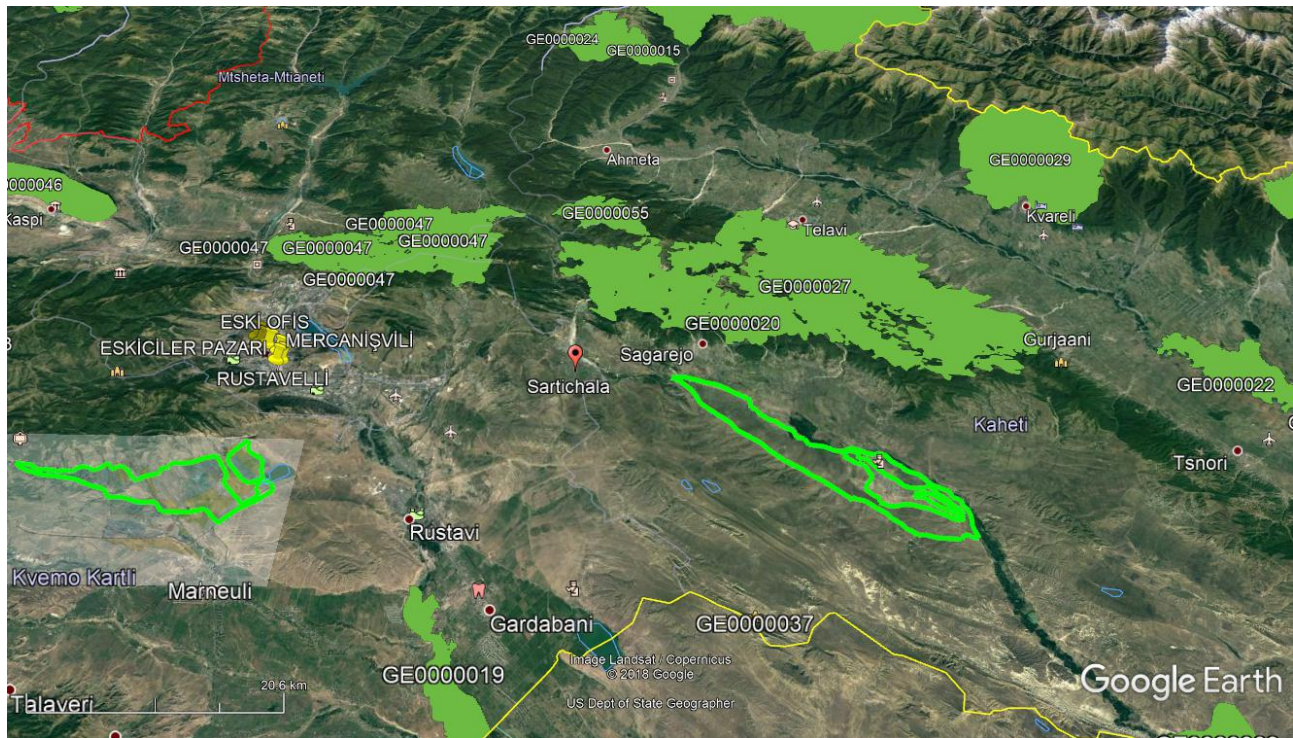 GE0000024
GE0000015
Mtsheta-Mtianeti
Ahmeta
GE0000029
0000046
Kaspi
GE0000047
GE0000047
GE0000047
GE0000047
GE0000047
GE0000055
Telavi
Kvareli
GE0000027
GE0000020
ESKİ OFİS
MERCANİŞVİLİ
ESKİCİLER PAZARI
RUSTAVELLİ
Sagarejo
Gurjaani
Sartichala
GE0000022
Kaheti
Tsnori
Rustavi
Kvemo Kartli
Marneuli
Gardabani
GE0000037
GE0000019
Image Landsat / Copernicus
© 2018 Google
US Dept of State Geographer
20.6 km
Talaveri
Google Earth